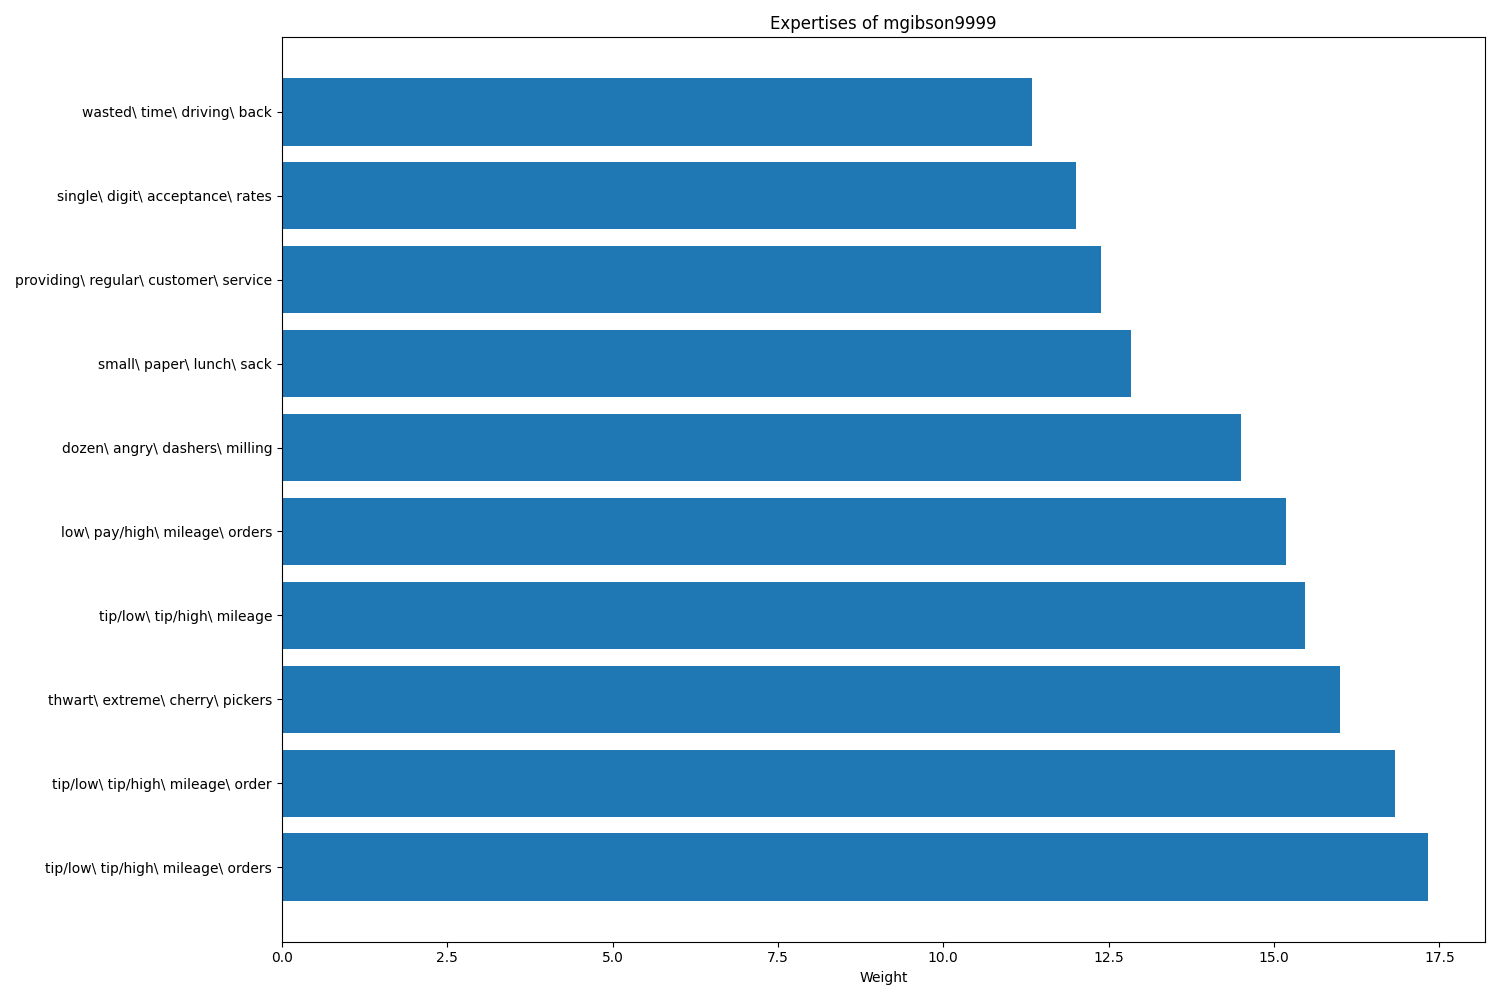 Expertises of mgibson9999
wasted\ time\ driving\ back
single\ digit\ acceptance\ rates
providing\ regular\ customer\ service
small\ paper\ lunch\ sack
dozen\ angry\ dashers\ milling
low\ pay/high\ mileage\ orders
tip/low\ tip/high\ mileage
thwart\ extreme\ cherry\ pickers
tip/low\ tip/high\ mileage\ order
tip/low\ tip/high\ mileage\ orders
0.0 2.5 5.0 7.5 10.0 12.5 15.0 17.5
Weight